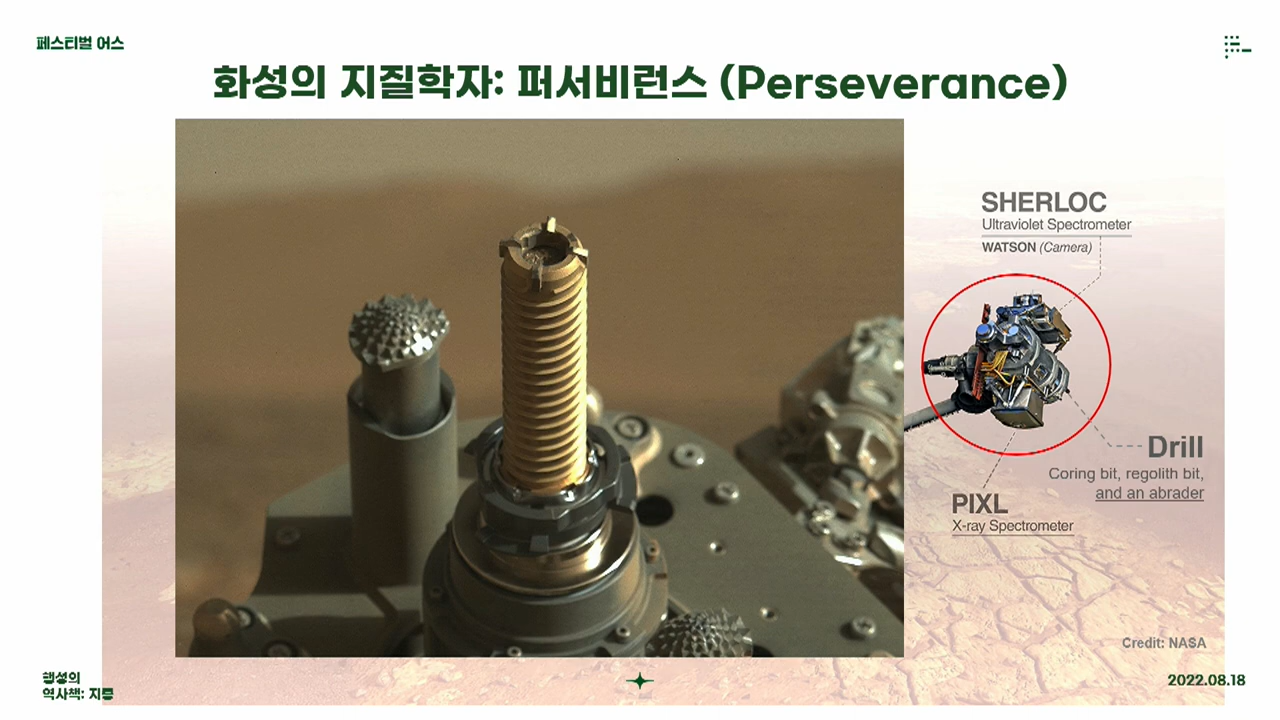 페스티벌 어스
화성의 지질학자: 퍼서비런스 (Perseverance)
SHERLOC
Ultraviolet Spectrometer
WATSON (Camera)
Drill
Coring bit, regolith bit,
and an abrader
PIXL
X-ray Spectrometer
Credit: NASA
행성의
역사책: 지층
2022.08.18